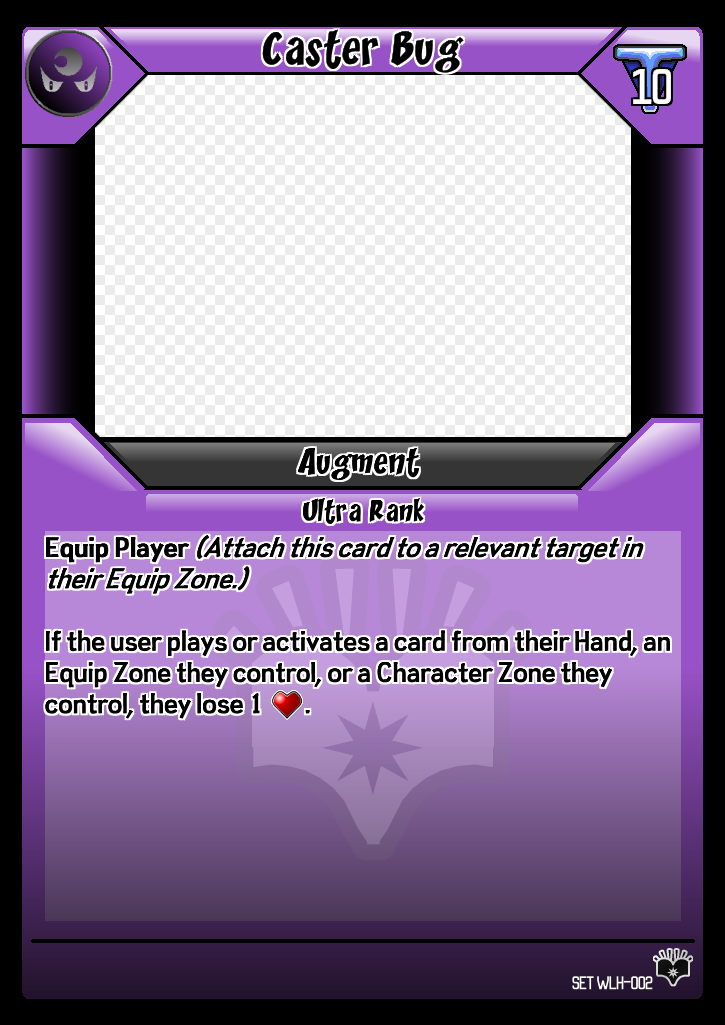 Caster Bug
10
Augment
Ultra Rank
Equip Player (Attach this card to a relevant target in
their Equip Zone.)
If the user plays or activates a card from their Hand, an
Equip Zone they control, or a Character Zone they
control, they lose 1 .
SET WLH-002